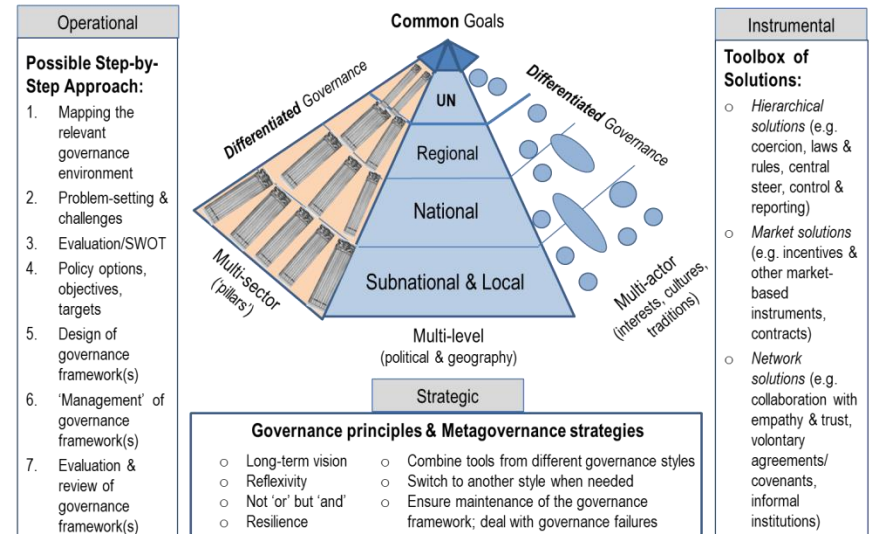 Operational
Possible Step-by-
Step Approach:
1. Mapping the
relevant
governance
environment
2. Problem-setting &
challenges
3. Evaluation/SWOT
4. Policy options,
objectives,
targets
5. Design of
governance
framework(s)
6. ‘Management’ of
governance
framework(s)
7. Evaluation &
review of
governance
framework(s)
Common Goals
Differentiated Governance
Differentiated Governance
UN
Regional
National
Subnational & Local
Multi-sector
(‘pillars’)
Multi-level
(political & geography)
Multi-actor
(interests, cultures,
traditions)
Strategic
Governance principles & Metagovernance strategies
○ Long-term vision
○ Reflexivity
○ Not ‘or’ but ‘and’
○ Resilience
○ Combine tools from different governance styles
○ Switch to another style when needed
○ Ensure maintenance of the governance
framework; deal with governance failures
Instrumental
Toolbox of
Solutions:
○ Hierarchical
solutions (e.g.
coercion, laws &
rules, central
steer, control &
reporting)
○ Market solutions
(e.g. incentives &
other market-
based
instruments,
contracts)
○ Network
solutions (e.g.
collaboration with
empathy & trust,
volontary
agreements/
covenants,
informal
institutions)